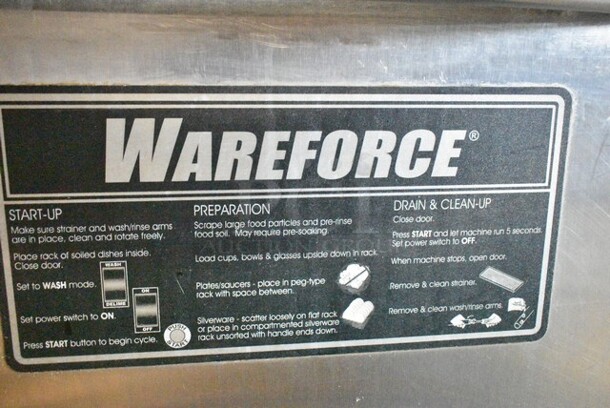 WAREFORCE®
START-UP
Make sure strainer and wash/rinse arms
are in place, clean and rotate freely.
Place rack of soiled dishes inside.
Close door.
WASH
Set to WASH mode.
DELIME
ON
Set power switch to ON.
OFF
Press START button to begin cycle.
PUSH
START
PREPARATION
Scrape large food particles and pre-rinse
food soil. May require pre-soaking.
Load cups, bowls & glasses upside down in rack.
Plates/saucers - place in peg-type
rack with space between.
Silverware - scatter loosely on flat rack
or place in compartmented silverware
rack unsorted with handle ends down.
DRAIN & CLEAN-UP
Close door.
Press START and let machine run 5 seconds.
Set power switch to OFF.
When machine stops, open door.
Remove & clean strainer.
Remove & clean wash/rinse arms.